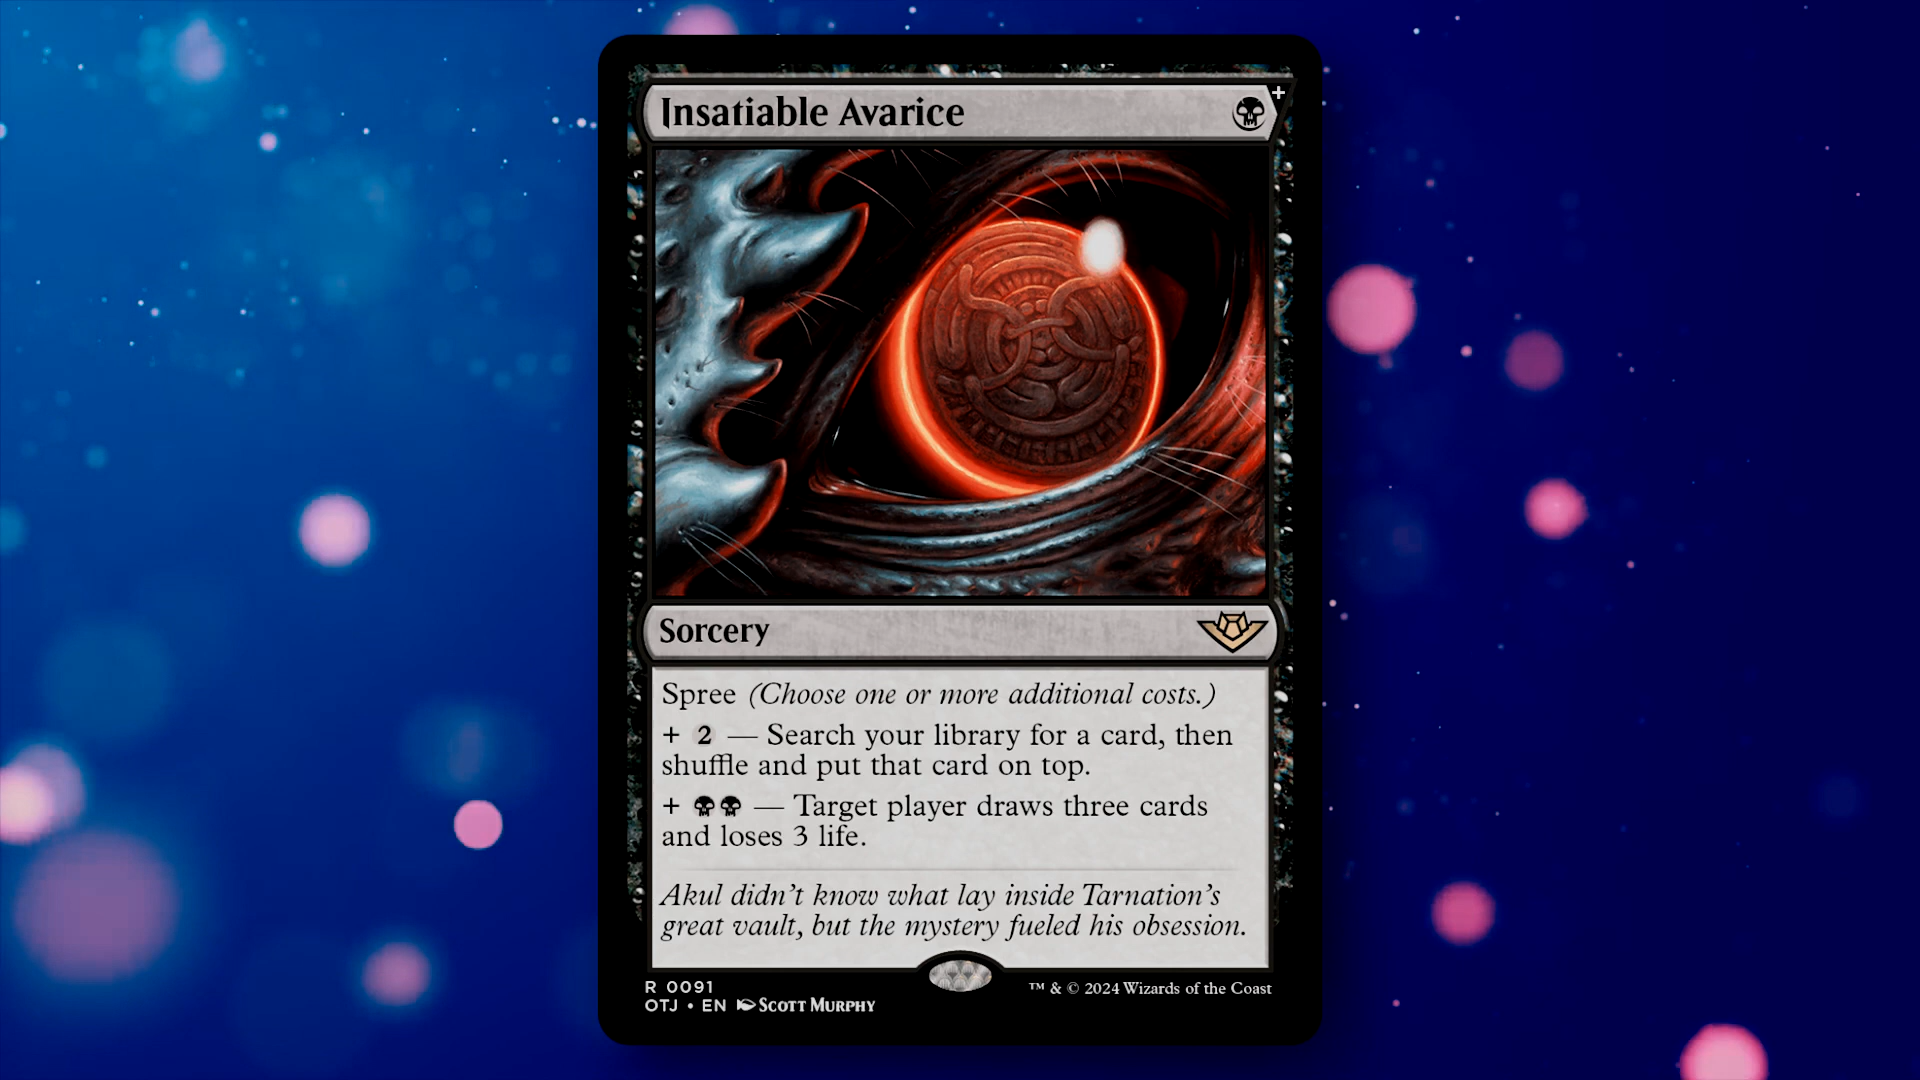 Insatiable Avarice
Sorcery
Spree (Choose one or more additional costs.)
+ 2 — Search your library for a card, then
shuffle and put that card on top.
+ — Target player draws three cards
and loses 3 life.
Akul didn't know what lay inside Tarnation's
great vault, but the mystery fueled his obsession.
R 0091
OTJ • EN Scott Murphy
™ & © 2024 Wizards of the Coast